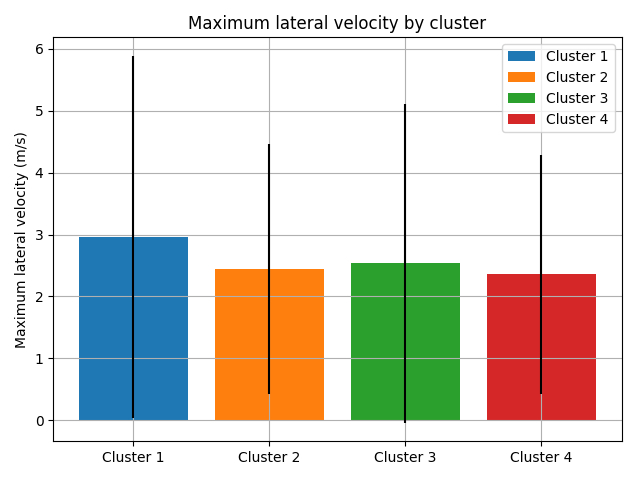 Maximum lateral velocity by cluster
Maximum lateral velocity (m/s)
6
5
4
3
2
1
0
Cluster 1
Cluster 2
Cluster 3
Cluster 4
Cluster 1
Cluster 2
Cluster 3
Cluster 4